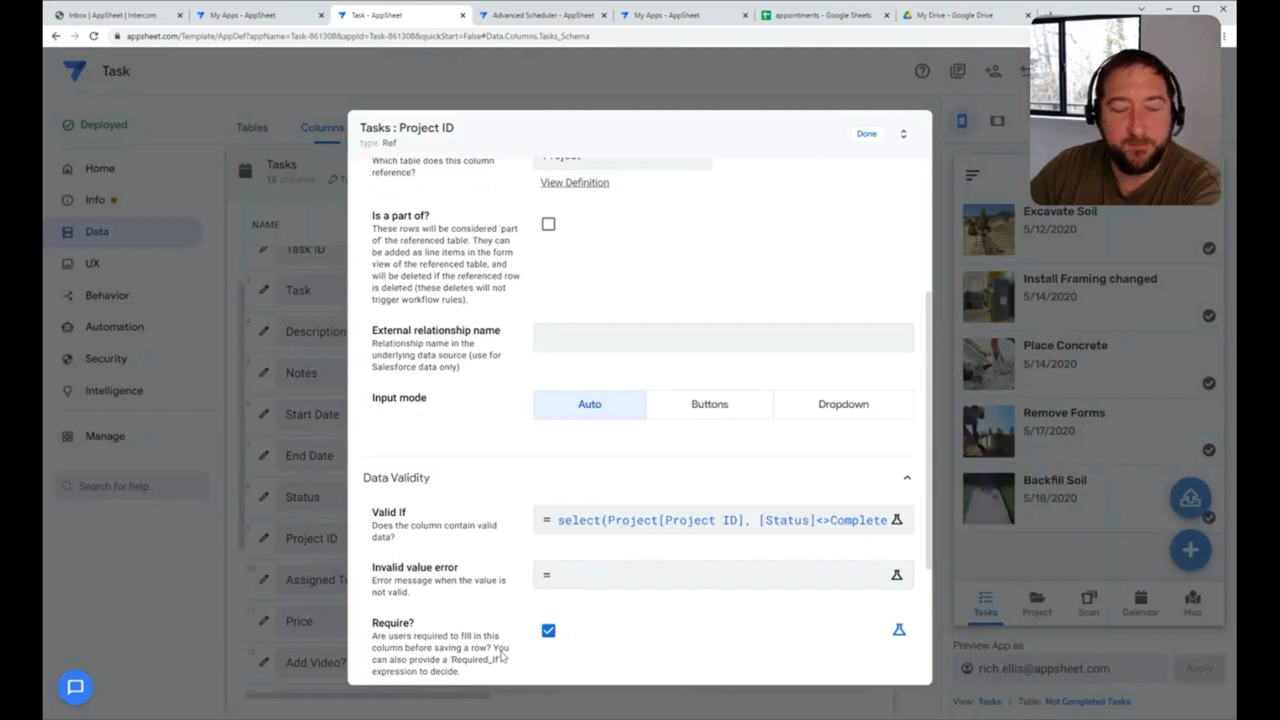 Inbox | AppSheet | Intercom
My Apps - AppSheet
Task - AppSheet
Advanced Scheduler - AppSheet
My Apps - AppSheet
appointments - Google Sheets
My Drive - Google Drive
appsheet.com/Template/AppDef?appName=Task-861308&appId=Task-861308&quickStart=False#Data.Columns.Tasks_Schema
Task
Deployed
Home
Info
Data
UX
Behavior
Automation
Security
Intelligence
Manage
Search for help
Tables
Columns
Tasks
18 columns:
NAME
Task ID
Task
Description
Notes
Start Date
End Date
Status
Project ID
Assigned T
Price
Add Video?
10
11
12
Tasks : Project ID
type: Ref
Done
Which table does this column
reference?
Project
View Definition
Is a part of?
These rows will be considered 'part
of' the referenced table. They can
be added as line items in the form
view of the referenced table, and
will be deleted if the referenced row
is deleted (these deletes will not
trigger workflow rules).
External relationship name
Relationship name in the
underlying data source (use for
Salesforce data only)
Input mode
Auto
Buttons
Dropdown
Data Validity
Valid If
Does the column contain valid
data?
= select(Project[Project ID], [Status]<>Complete
Invalid value error
Error message when the value is
not valid.
=
Require?
Are users required to fill in this
column before saving a row? You
can also provide a 'Required_If'
expression to decide.
Excavate Soil
5/12/2020
Install Framing changed
5/14/2020
Place Concrete
5/14/2020
Remove Forms
5/17/2020
Backfill Soil
5/18/2020
Tasks
Project
Scan
Calendar
Map
Preview App as
rich.ellis@appsheet.com
Apply
View: Tasks | Table: Not Completed Tasks